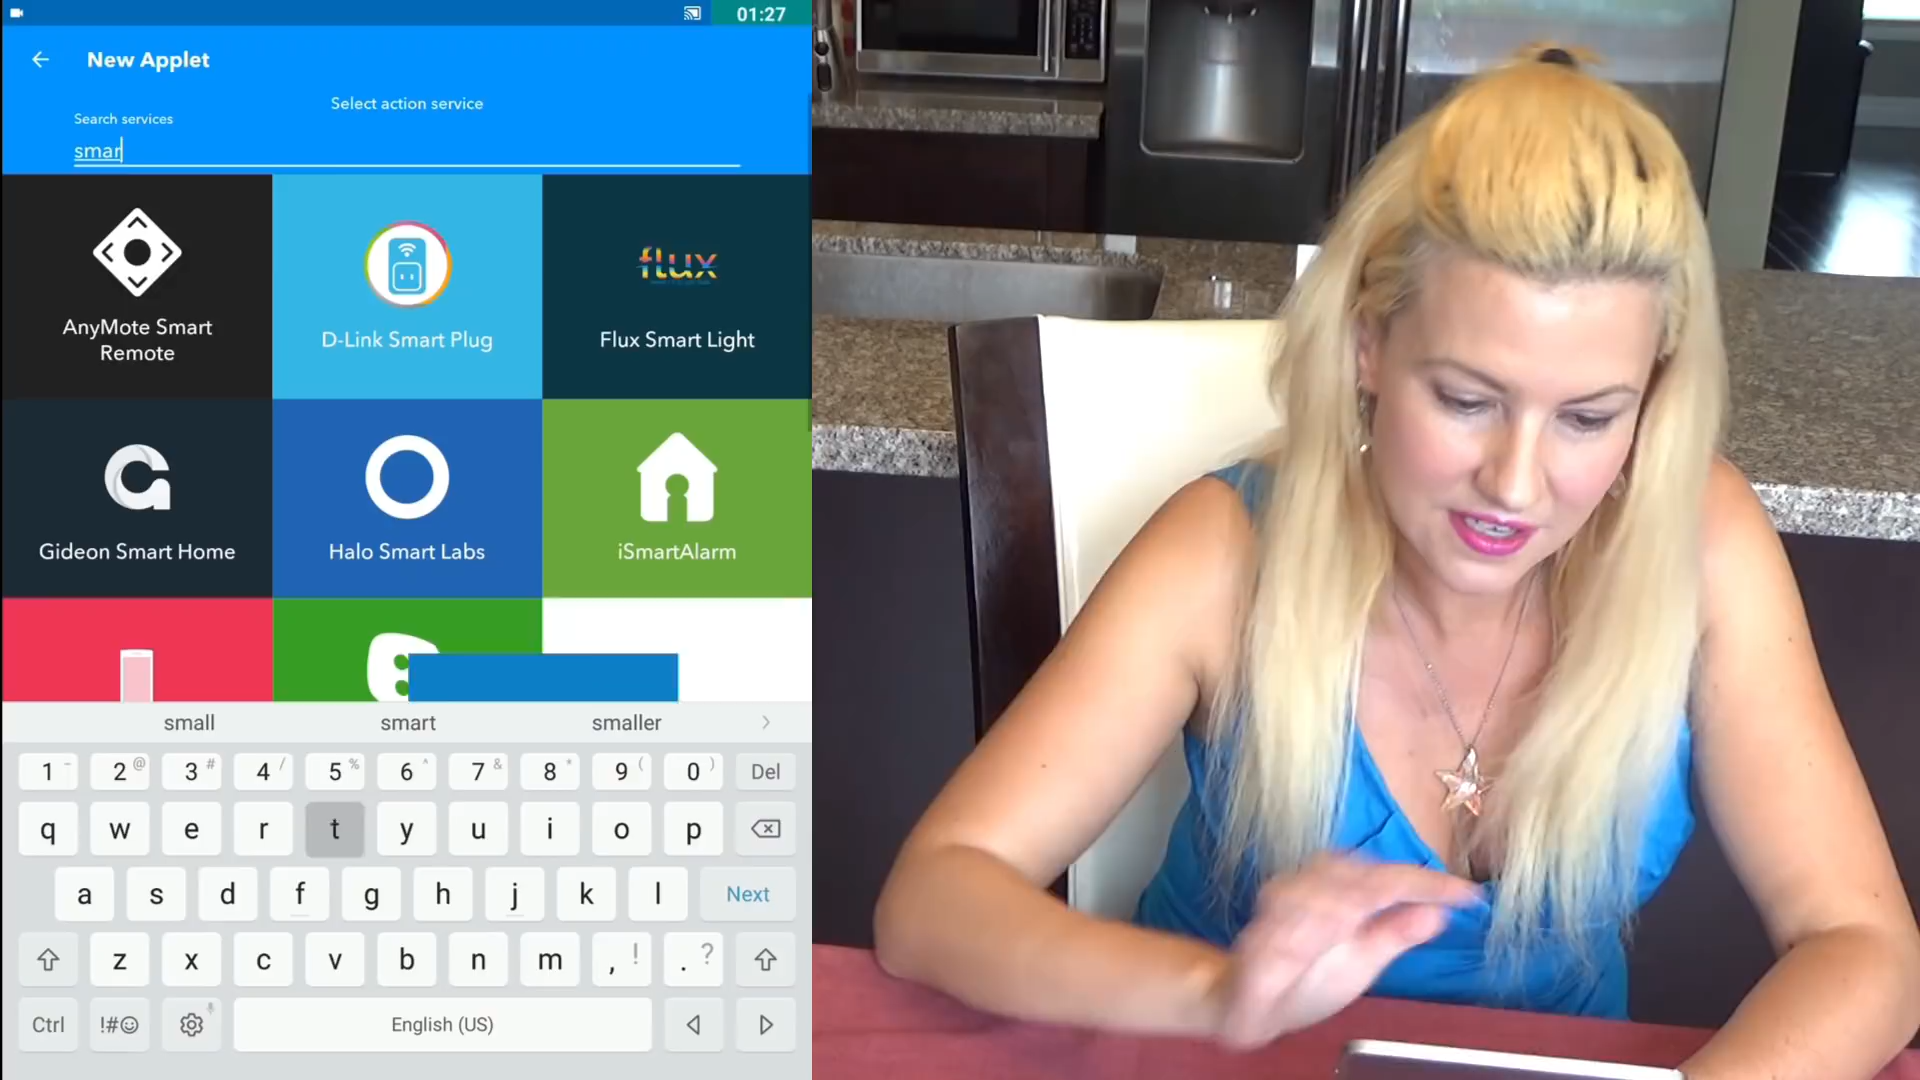 01:27
New Applet
Select action service
Search services
smar
flux
AnyMote Smart
Remote
D-Link Smart Plug
Flux Smart Light
Gideon Smart Home
Halo Smart Labs
iSmartAlarm
small smart smaller
1 - 2 @ 3 # 4 / 5 % 6 ^ 7 & 8 * 9 ( 0 ) Del
q w e r t y u i o p
a s d f g h j k l Next
z x c v b n m , ! . ?
Ctrl !#☺ English (US)